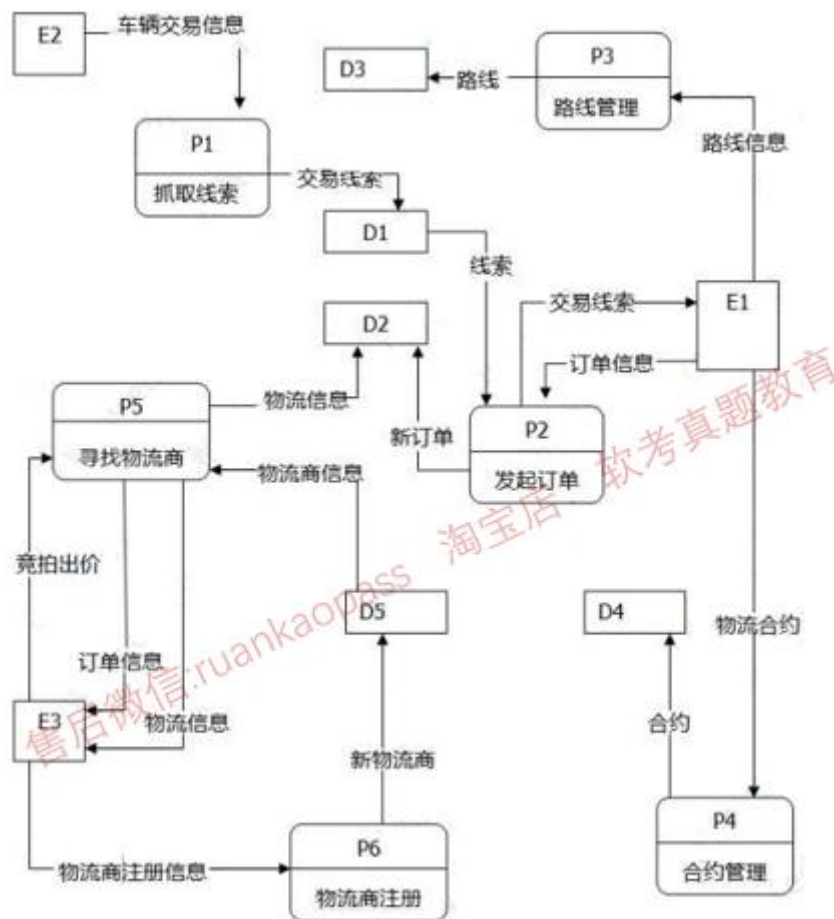 E2
车辆交易信息
D3
路线
P3
路线管理
P1
抓取线索
交易线索
路线信息
D1
线索
D2
交易线索
E1
订单信息
P5
寻找物流商
物流信息
新订单
P2
发起订单
物流商信息
竞拍出价
D5
D4
物流合约
订单信息
E3
物流信息
新物流商
合约
P6
物流商注册
物流商注册信息
P4
合约管理
售后微信:ruankaopass 淘宝店:软考真题教育